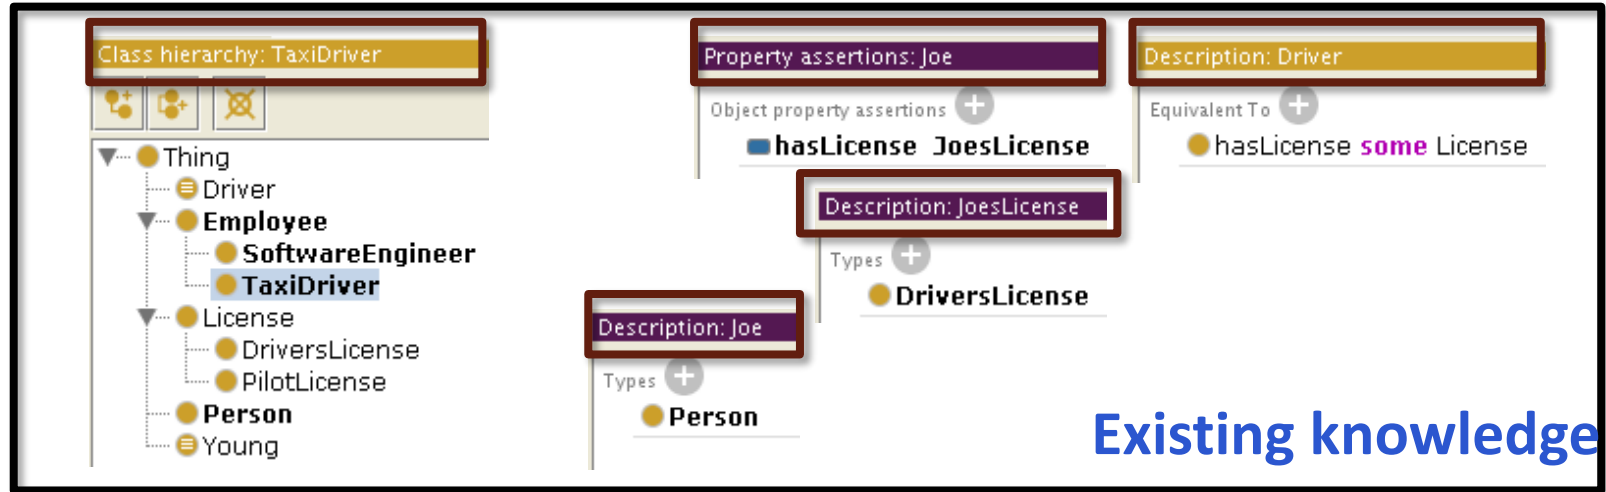 Class hierarchy: TaxiDriver
Thing
Driver
Employee
SoftwareEngineer
TaxiDriver
License
DriversLicense
PilotLicense
Person
Young
Property assertions: Joe
Object property assertions
hasLicense JoesLicense
Description: Driver
Equivalent To
hasLicense some License
Description: JoesLicense
Types
DriversLicense
Description: Joe
Types
Person
Existing knowledge